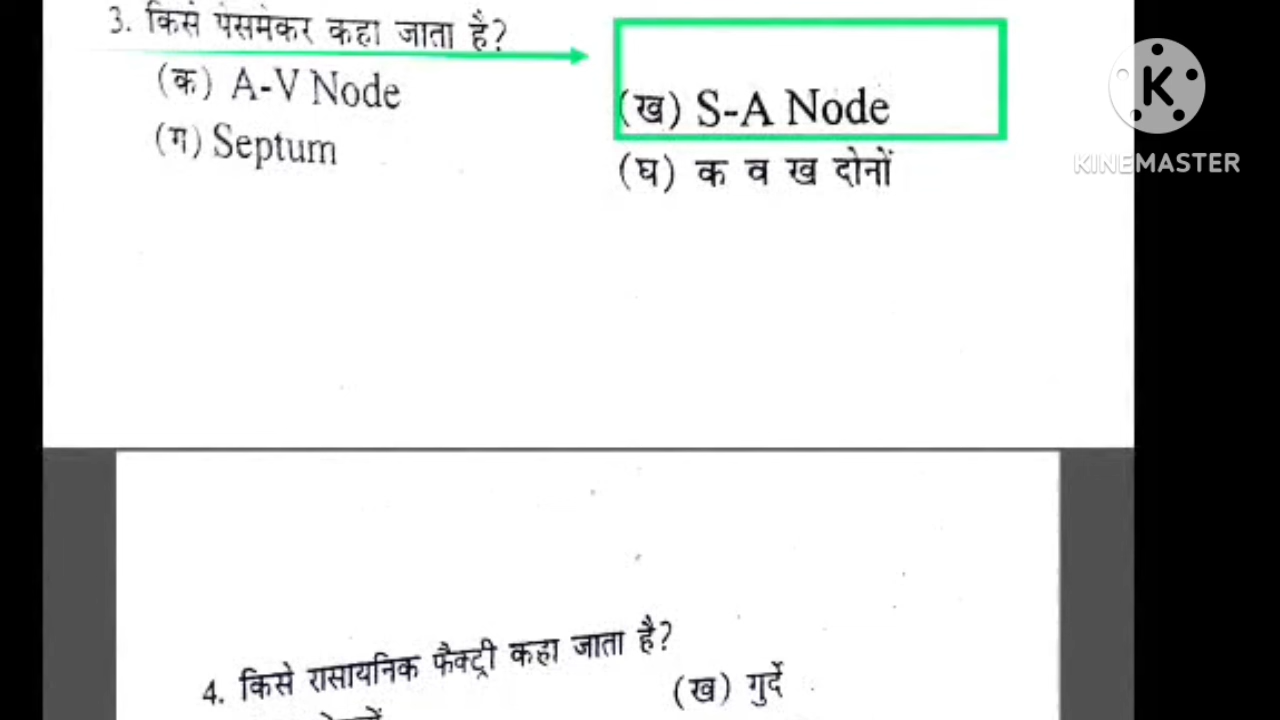 3. किसे पेसमेकर कहा जाता है?
(क) A-V Node
(ख) S-A Node
(ग) Septum
(घ) क व ख दोनों
K
KINEMASTER
4. किसे रासायनिक फैक्ट्री कहा जाता है?
(ख) गुर्दे